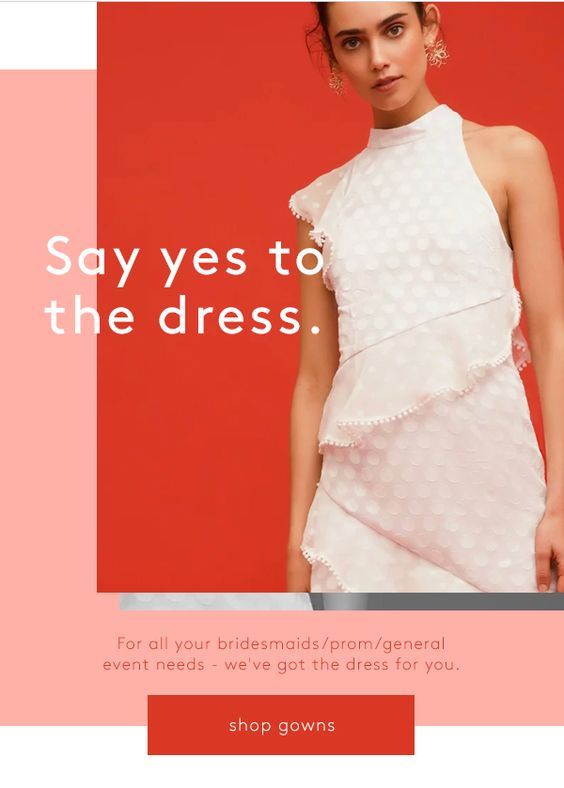 Say yes to
the dress.
For all your bridesmaids/prom/general
event needs - we've got the dress for you.
shop gowns